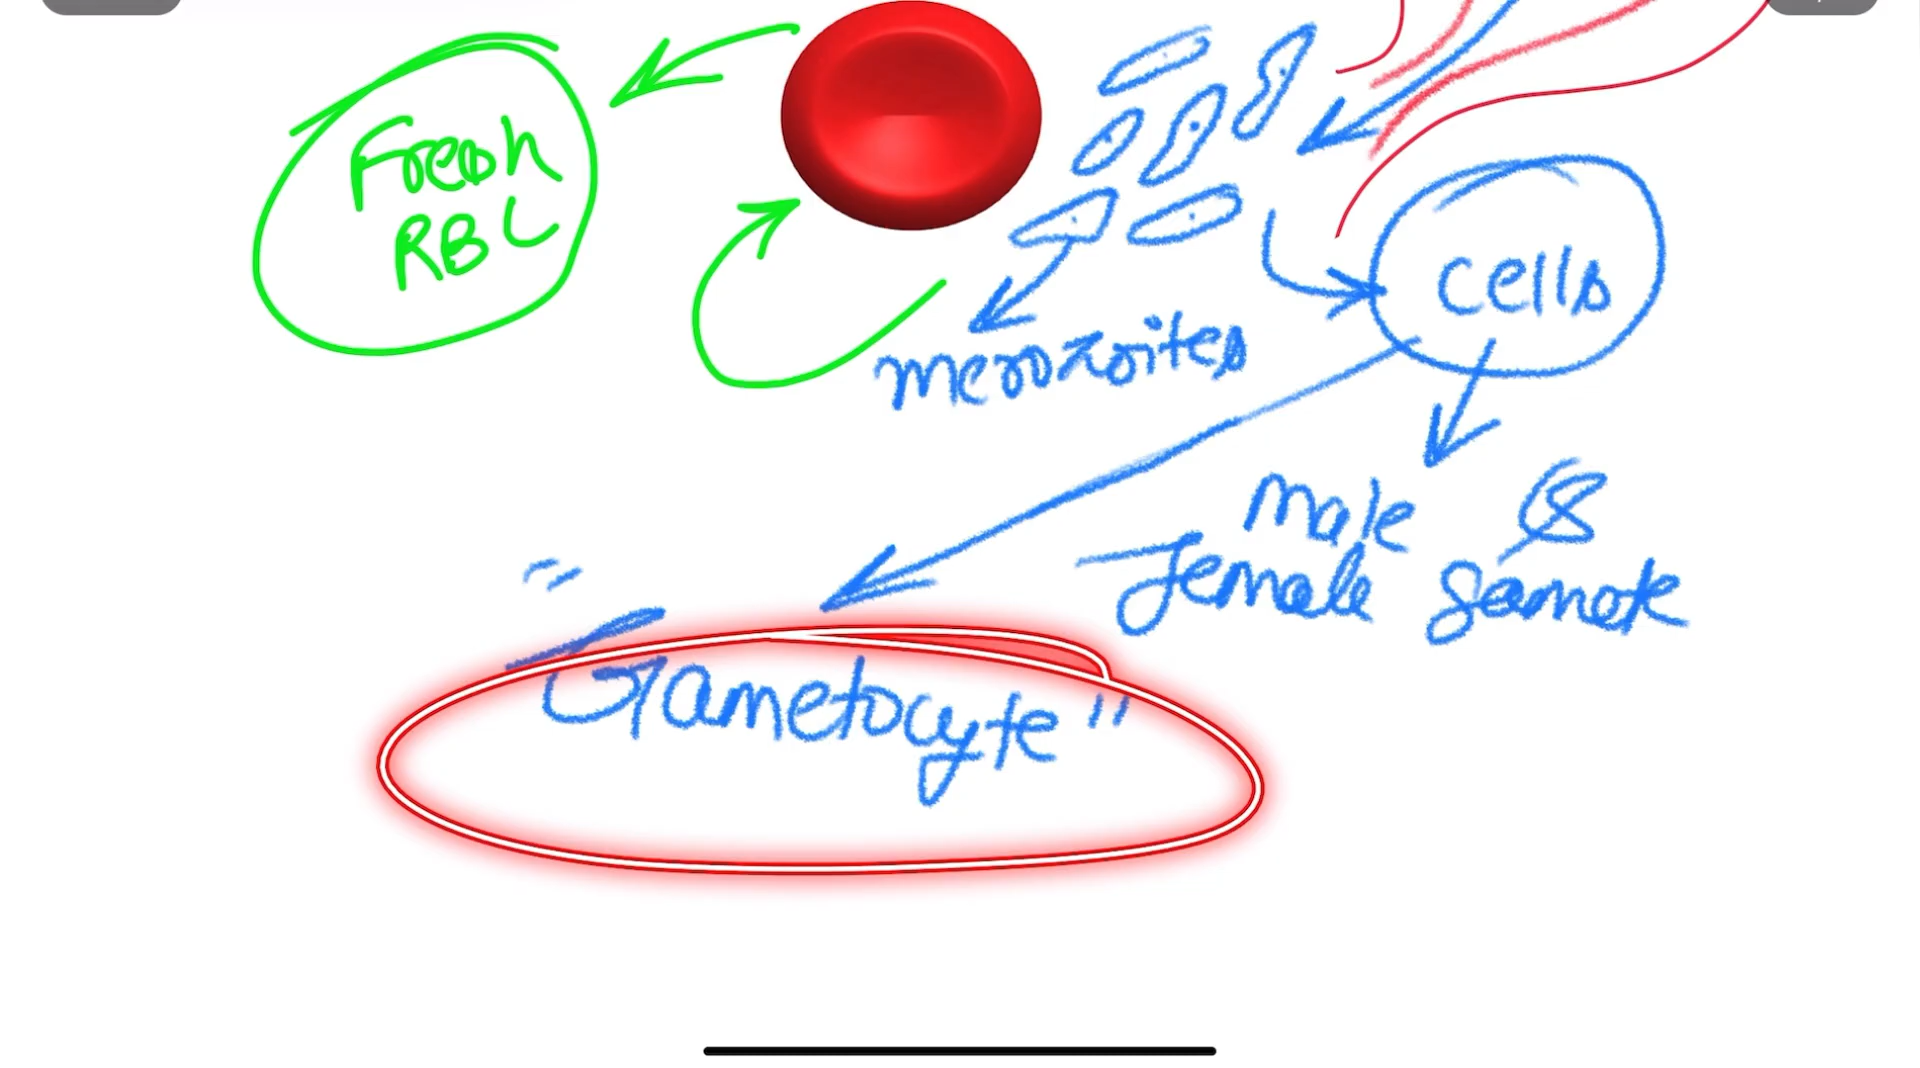 Fresh
RBC
cells
merozoites
male &
female gamete
"Gametocyte"